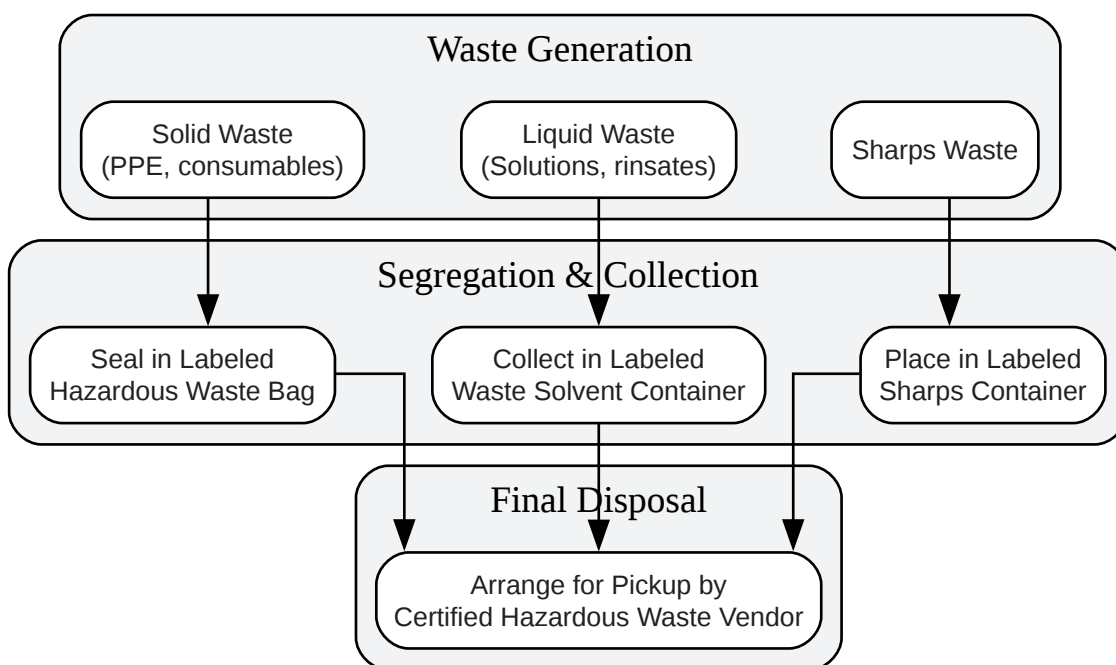 Waste Generation
Solid Waste
(PPE, consumables)
Liquid Waste
(Solutions, rinsates)
Sharps Waste
Segregation & Collection
Seal in Labeled
Hazardous Waste Bag
Collect in Labeled
Waste Solvent Container
Place in Labeled
Sharps Container
Final Disposal
Arrange for Pickup by
Certified Hazardous Waste Vendor